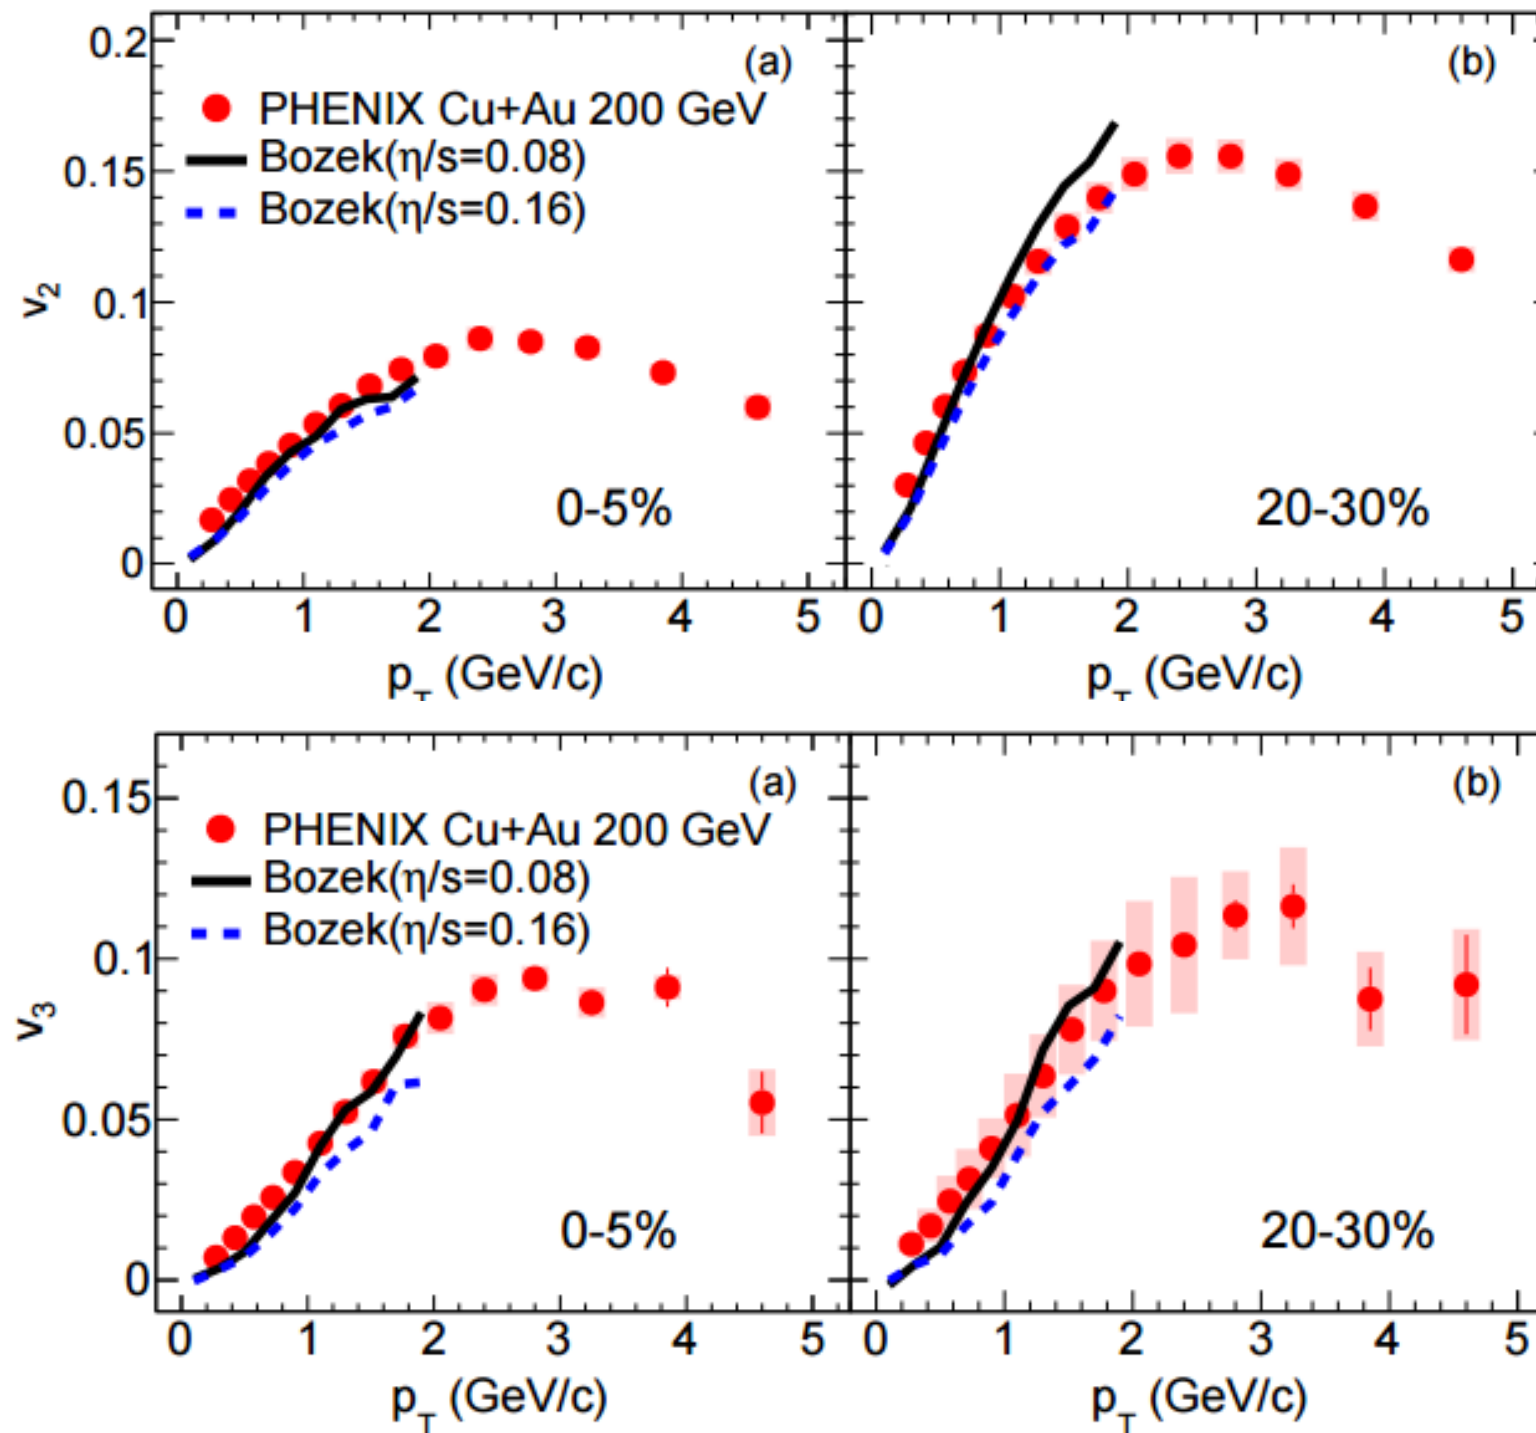 (a)
(b)
PHENIX Cu+Au 200 GeV
Bozek(η/s=0.08)
Bozek(η/s=0.16)
0.2
0.15
0.1
0.05
0
v2
0-5%
20-30%
0 1 2 3 4 5
0 1 2 3 4 5
pT (GeV/c)
pT (GeV/c)
(a)
(b)
PHENIX Cu+Au 200 GeV
Bozek(η/s=0.08)
Bozek(η/s=0.16)
0.15
0.1
0.05
0
v3
0-5%
20-30%
0 1 2 3 4 5
0 1 2 3 4 5
pT (GeV/c)
pT (GeV/c)